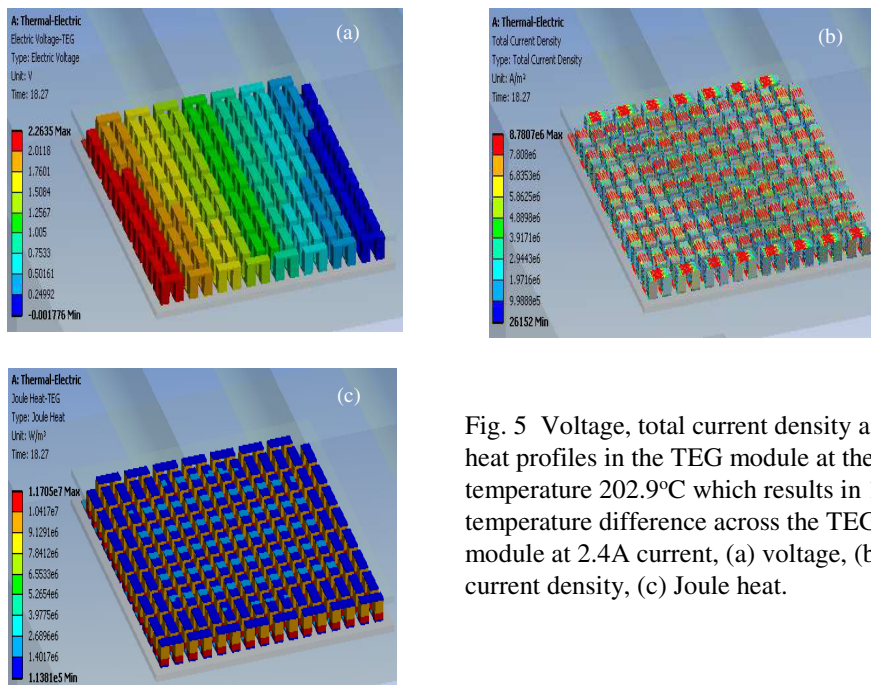 A: Thermal-Electric
Electric Voltage-TEG
Type: Electric Voltage
Unit: V
Time: 18.27
(a)
2.2635 Max
2.0118
1.7601
1.5084
1.2567
1.005
0.7533
0.50161
0.24992
-0.001776 Min
A: Thermal-Electric
Total Current Density
Type: Total Current Density
Unit: A/m²
Time: 18.27
(b)
8.7807e6 Max
7.808e6
6.8353e6
5.8625e6
4.8898e6
3.9171e6
2.9443e6
1.9716e6
9.9888e5
26152 Min
A: Thermal-Electric
Joule Heat-TEG
Type: Joule Heat
Unit: W/m³
Time: 18.27
(c)
1.1705e7 Max
1.0417e7
9.1291e6
7.8412e6
6.5533e6
5.2654e6
3.9775e6
2.6896e6
1.4017e6
1.1381e5 Min
Fig. 5 Voltage, total current density a
heat profiles in the TEG module at the
temperature 202.9ºC which results in 1
temperature difference across the TEG
module at 2.4A current, (a) voltage, (b
current density, (c) Joule heat.